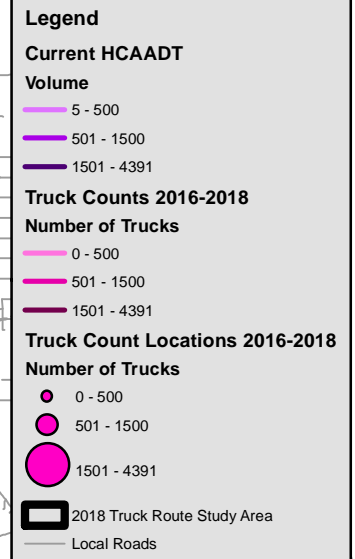 Legend
Current HCAADT
Volume
5 - 500
501 - 1500
1501 - 4391
Truck Counts 2016-2018
Number of Trucks
0 - 500
501 - 1500
1501 - 4391
Truck Count Locations 2016-2018
Number of Trucks
0 - 500
501 - 1500
1501 - 4391
2018 Truck Route Study Area
Local Roads